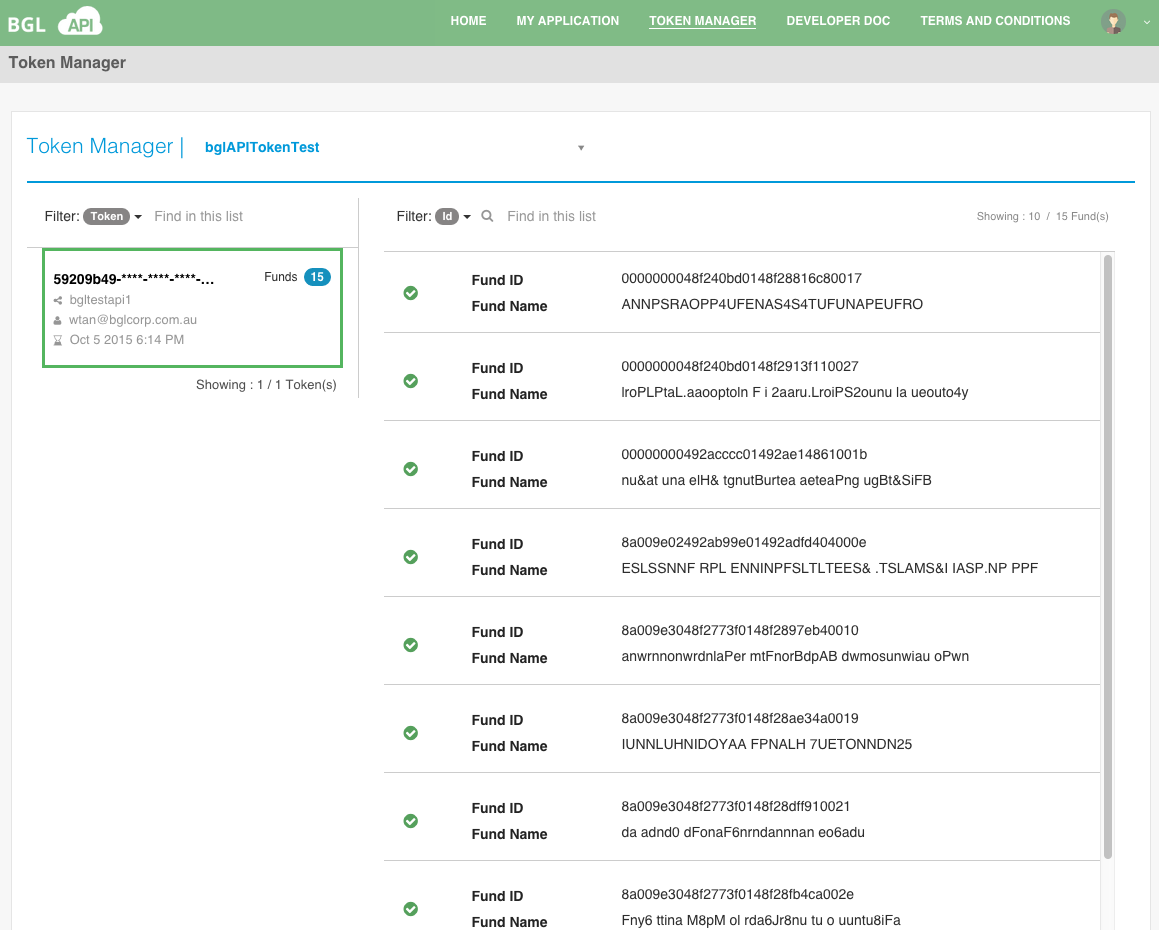 BGL API HOME MY APPLICATION TOKEN MANAGER DEVELOPER DOC TERMS AND CONDITIONS
Token Manager
Token Manager | bglAPITokenTest
Filter: Token Find in this list
59209b49-****-****-****-... Funds 15
bgltestapi1
wtan@bglcorp.com.au
Oct 5 2015 6:14 PM
Showing : 1 / 1 Token(s)
Filter: Id Find in this list Showing : 10 / 15 Fund(s)
Fund ID 0000000048f240bd0148f28816c80017
Fund Name ANNPSRAOPP4UFENAS4S4TUFUNAPEUFRO
Fund ID 0000000048f240bd0148f2913f110027
Fund Name lroPLPtaL.aaooptoln F i 2aaru.LroiPS2ounu la ueouto4y
Fund ID 00000000492acccc01492ae14861001b
Fund Name nu&at una elH& tgnutBurtea aeteaPng ugBt&SiFB
Fund ID 8a009e02492ab99e01492adfd404000e
Fund Name ESLSSNNF RPL ENNINPFSLTLTEES& .TSLAMS&I IASP.NP PPF
Fund ID 8a009e3048f2773f0148f2897eb40010
Fund Name anwrnnonwrdnlaPer mtFnorBdpAB dwmosunwiau oPwn
Fund ID 8a009e3048f2773f0148f28ae34a0019
Fund Name IUNNLUHNIDOYAA FPNALH 7UETONNDN25
Fund ID 8a009e3048f2773f0148f28dff910021
Fund Name da adnd0 dFonaF6nrndannnan eo6adu
Fund ID 8a009e3048f2773f0148f28fb4ca002e
Fund Name Fny6 ttina M8pM ol rda6Jr8nu tu o uuntu8iFa